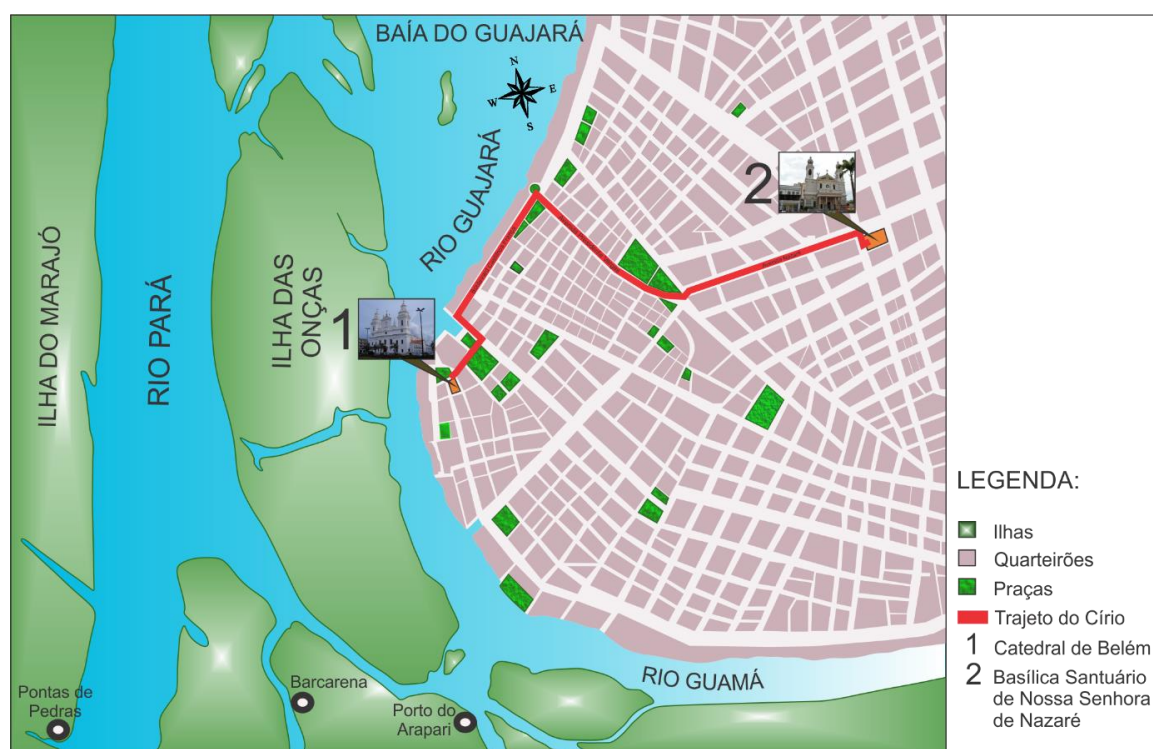 BAÍA DO GUAJARÁ
N
W
E
S
RIO GUAJARÁ
2
ILHA DO MARAJÓ
RIO PARÁ
ILHA DAS
ONÇAS
1
RIO GUAMÁ
Pontas de
Pedras
Barcarena
Porto do
Arapari
LEGENDA:
Ilhas
Quarteirões
Praças
Trajeto do Círio
1 Catedral de Belém
2 Basílica Santuário
de Nossa Senhora
de Nazaré